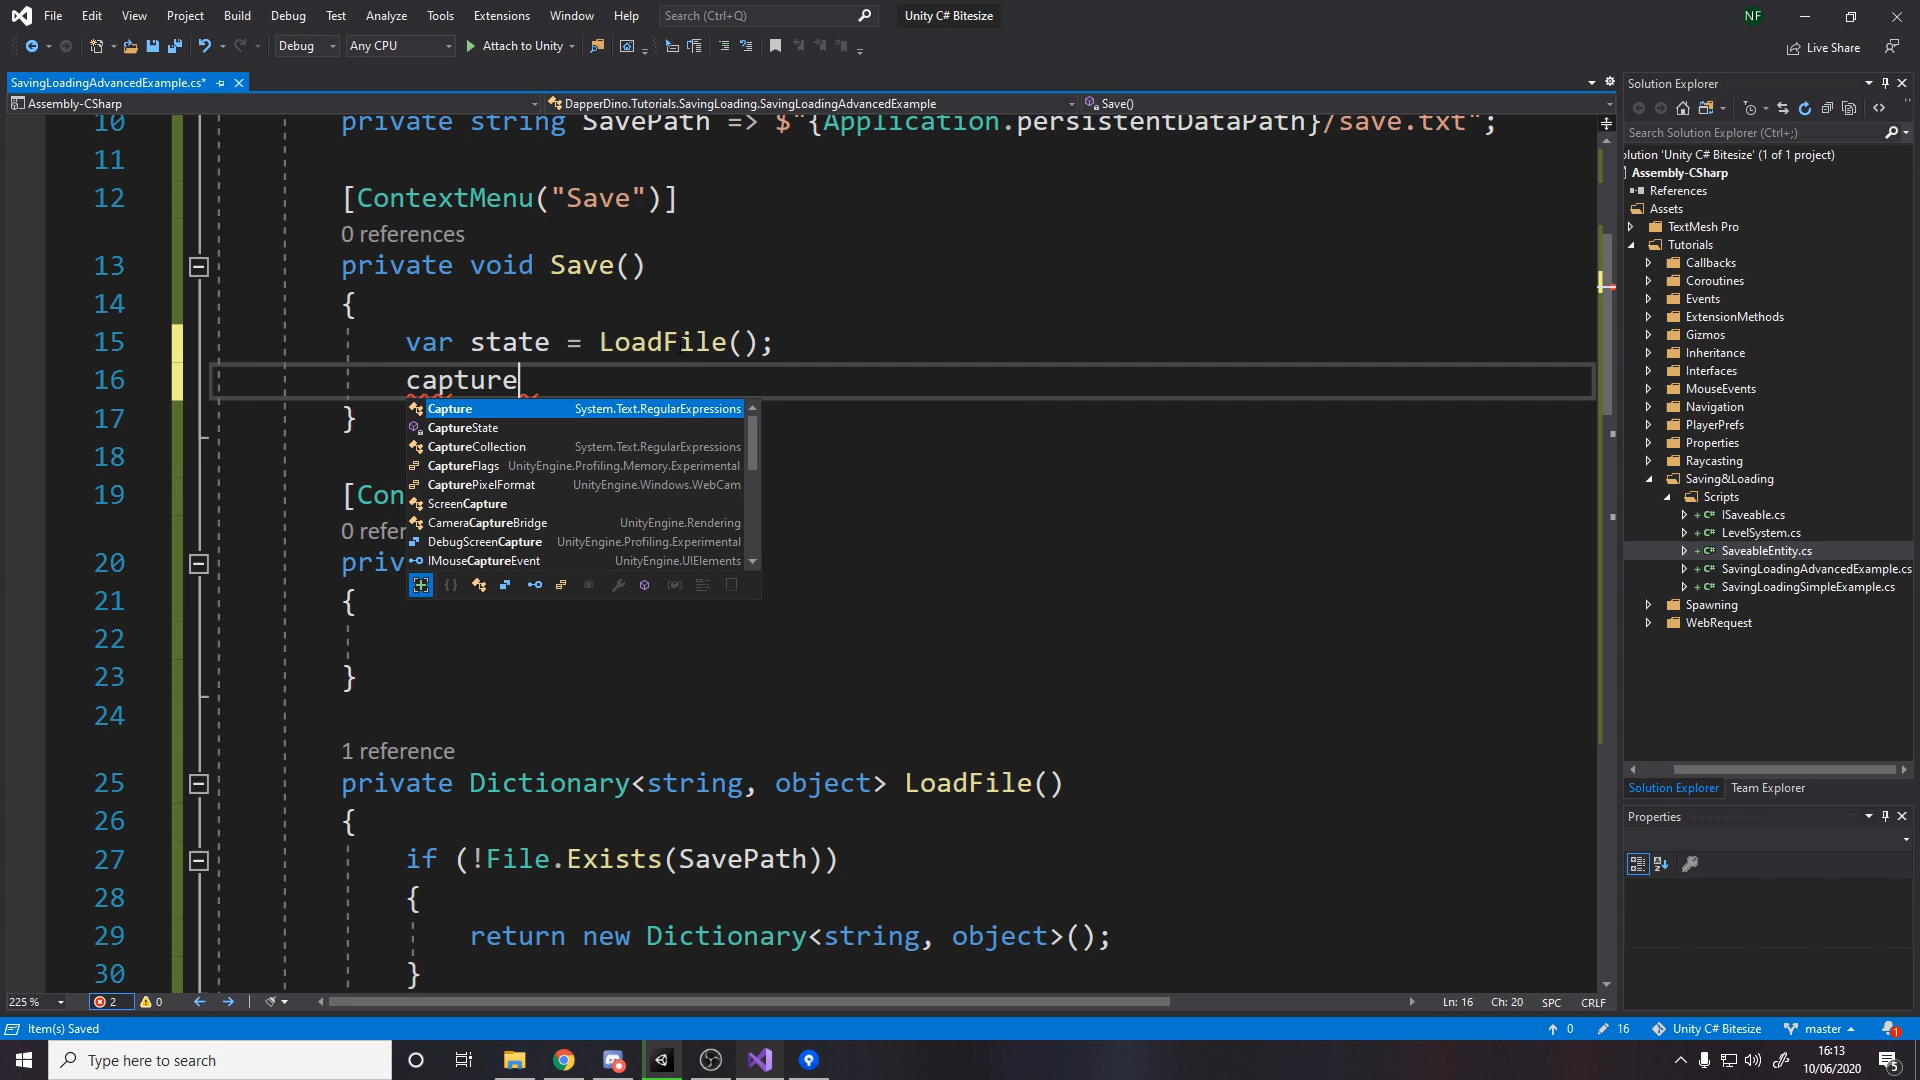 File Edit View Project Build Debug Test Analyze Tools Extensions Window Help Search (Ctrl+Q) Unity C# Bitesize NF
Debug Any CPU Attach to Unity Live Share
SavingLoadingAdvancedExample.cs*
Assembly-CSharp DapperDino.Tutorials.SavingLoading.SavingLoadingAdvancedExample Save()
10 private string SavePath => $"{Application.persistentDataPath}/save.txt";
11
12 [ContextMenu("Save")]
0 references
13 private void Save()
14 {
15 var state = LoadFile();
16 capture
Capture System.Text.RegularExpressions
CaptureState
CaptureCollection System.Text.RegularExpressions
CaptureFlags UnityEngine.Profiling.Memory.Experimental
CapturePixelFormat UnityEngine.Windows.WebCam
ScreenCapture
CameraCaptureBridge UnityEngine.Rendering
DebugScreenCapture UnityEngine.Profiling.Experimental
IMouseCaptureEvent UnityEngine.UIElements
17 }
18
19 [Con
0 refer
20 priv
21 {
22
23 }
24
1 reference
25 private Dictionary<string, object> LoadFile()
26 {
27 if (!File.Exists(SavePath))
28 {
29 return new Dictionary<string, object>();
30 }
225 % 2 0 Ln: 16 Ch: 20 SPC CRLF
Solution Explorer
Search Solution Explorer (Ctrl+;)
olution 'Unity C# Bitesize' (1 of 1 project)
Assembly-CSharp
References
Assets
TextMesh Pro
Tutorials
Callbacks
Coroutines
Events
ExtensionMethods
Gizmos
Inheritance
Interfaces
MouseEvents
Navigation
PlayerPrefs
Properties
Raycasting
Saving&Loading
Scripts
+ C# ISaveable.cs
+ C# LevelSystem.cs
+ C# SaveableEntity.cs
+ C# SavingLoadingAdvancedExample.cs
+ C# SavingLoadingSimpleExample.cs
Spawning
WebRequest
Solution Explorer Team Explorer
Properties
Item(s) Saved 0 16 Unity C# Bitesize master 1
Type here to search
16:13
10/06/2020
5